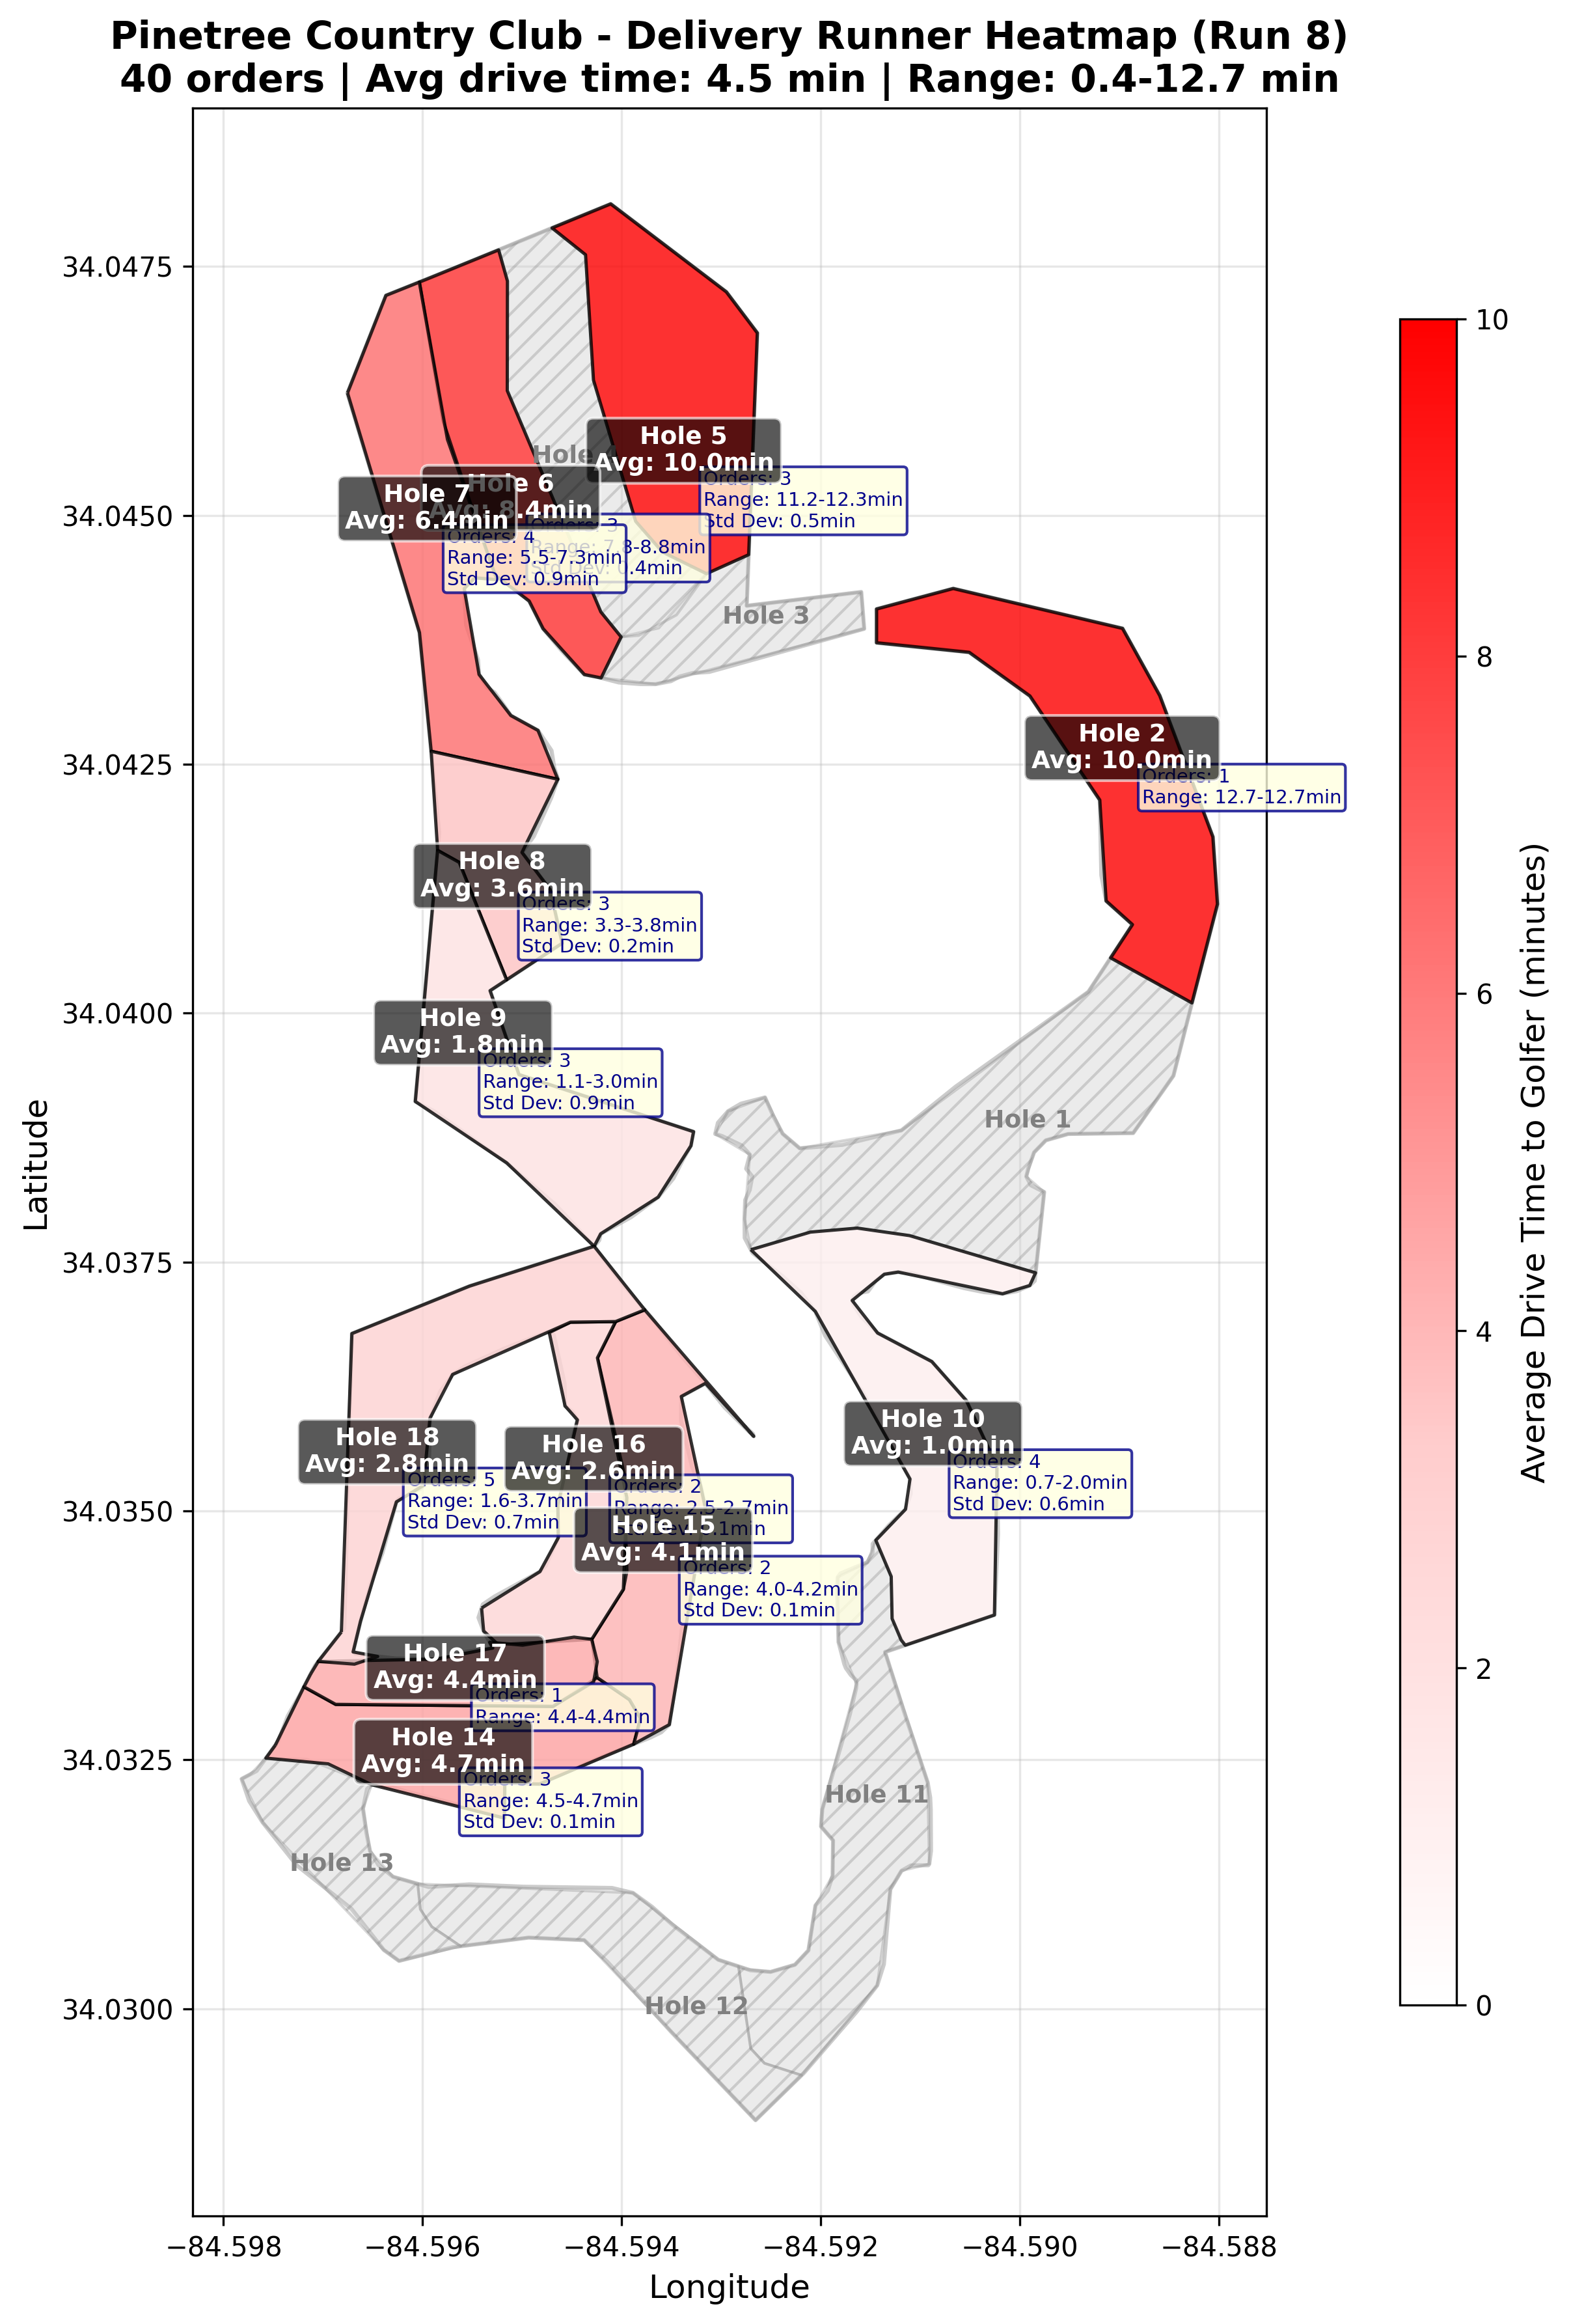 Pinetree Country Club - Delivery Runner Heatmap (Run 8)
40 orders | Avg drive time: 4.5 min | Range: 0.4-12.7 min
Latitude
34.0475
34.0450
34.0425
34.0400
34.0375
34.0350
34.0325
34.0300
Hole 5
Avg: 10.0min
Orders: 3
Range: 11.2-12.3min
Std Dev: 0.5min
Hole
Hole 6
8.4min
Orders: 3
Range: 7.8-8.8min
0.4min
Hole 7
Avg: 6.4min
Orders: 4
Range: 5.5-7.3min
Std Dev: 0.9min
Hole 3
Hole 2
Avg: 10.0min
Orders: 1
Range: 12.7-12.7min
Hole 8
Avg: 3.6min
Orders: 3
Range: 3.3-3.8min
Std Dev: 0.2min
Hole 9
Avg: 1.8min
Orders: 3
Range: 1.1-3.0min
Std Dev: 0.9min
Hole 1
Hole 10
Avg: 1.0min
Orders: 4
Range: 0.7-2.0min
Std Dev: 0.6min
Hole 18
Avg: 2.8min
Orders: 5
Range: 1.6-3.7min
Std Dev: 0.7min
Hole 16
Avg: 2.6min
Orders: 2
Range: 2.5-2.7min
Std Dev: 0.1min
Hole 15
Avg: 4.1min
Orders: 2
Range: 4.0-4.2min
Std Dev: 0.1min
Hole 17
Avg: 4.4min
Orders: 1
Range: 4.4-4.4min
Hole 14
Avg: 4.7min
Orders: 3
Range: 4.5-4.7min
Std Dev: 0.1min
Hole 11
Hole 13
Hole 12
−84.598
−84.596
−84.594
−84.592
−84.590
−84.588
Longitude
10
8
6
4
2
0
Average Drive Time to Golfer (minutes)